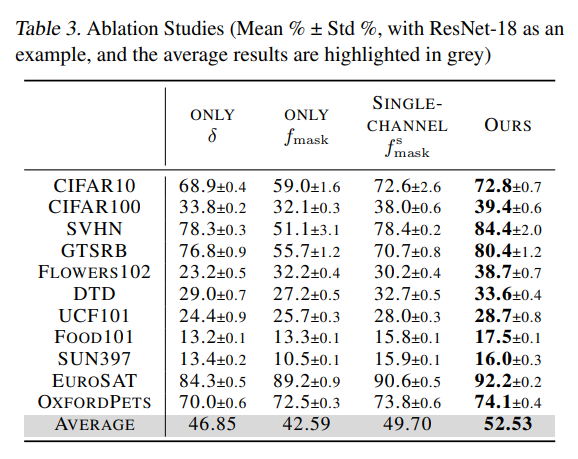 Table 3. Ablation Studies (Mean % ± Std %, with ResNet-18 as an
example, and the average results are highlighted in grey)
ONLY δ ONLY fmask SINGLE-CHANNEL f^s_mask OURS
CIFAR10 68.9±0.4 59.0±1.6 72.6±2.6 72.8±0.7
CIFAR100 33.8±0.2 32.1±0.3 38.0±0.6 39.4±0.6
SVHN 78.3±0.3 51.1±3.1 78.4±0.2 84.4±2.0
GTSRB 76.8±0.9 55.7±1.2 70.7±0.8 80.4±1.2
FLOWERS102 23.2±0.5 32.2±0.4 30.2±0.4 38.7±0.7
DTD 29.0±0.7 27.2±0.5 32.7±0.5 33.6±0.4
UCF101 24.4±0.9 25.7±0.3 28.0±0.3 28.7±0.8
FOOD101 13.2±0.1 13.3±0.1 15.8±0.1 17.5±0.1
SUN397 13.4±0.2 10.5±0.1 15.9±0.1 16.0±0.3
EUROSAT 84.3±0.5 89.2±0.9 90.6±0.5 92.2±0.2
OXFORDPETS 70.0±0.6 72.5±0.3 73.8±0.6 74.1±0.4
AVERAGE 46.85 42.59 49.70 52.53